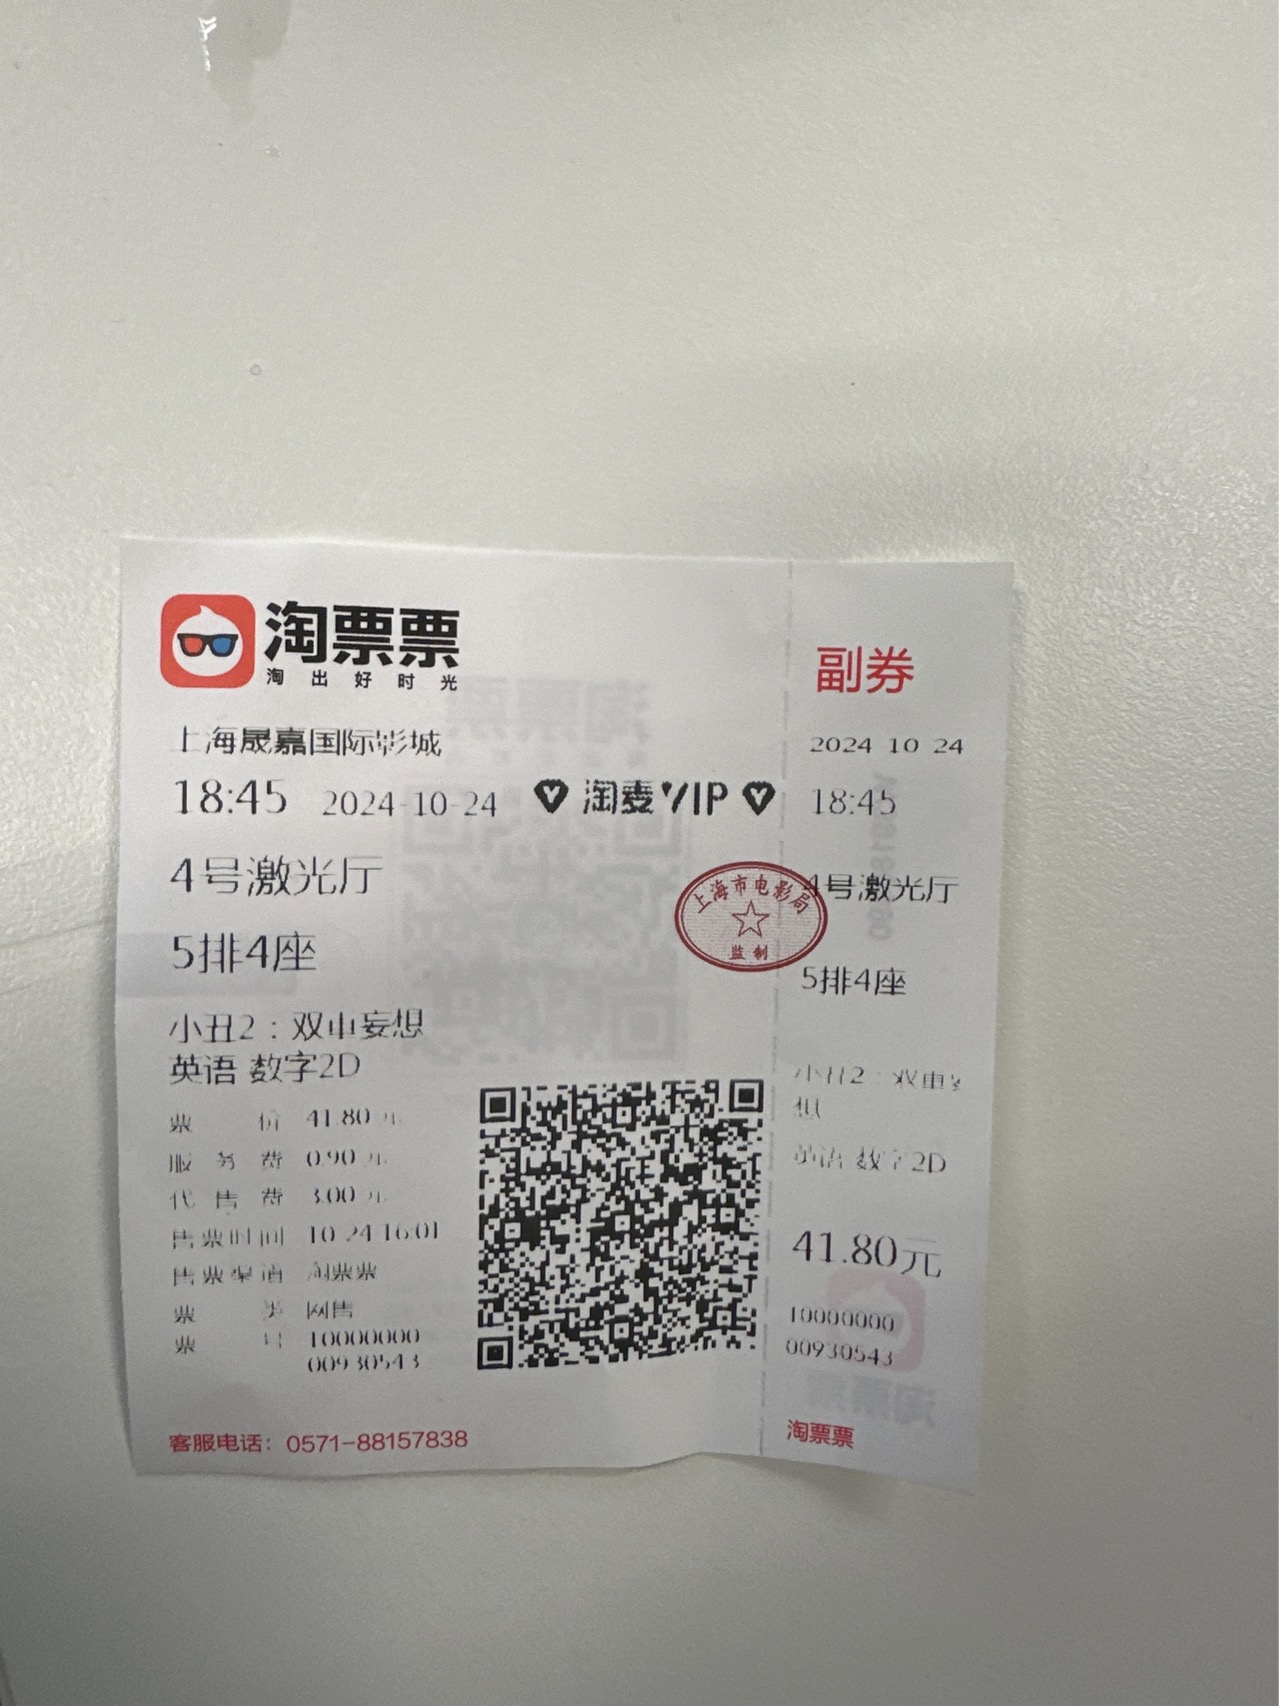 淘票票
淘出好时光
上海晟嘉国际影城
18:45 2024-10-24 淘麦VIP
4号激光厅
5排4座
小丑2：双重妄想
英语 数字2D
票价 41.80元
服务费 0.90元
代售费 3.00元
售票时间 10-24 16:01
售票渠道 淘票票
票类 网售
票号 10000000
00930543
客服电话：0571-88157838
上海市电影局
监制
副券
2024-10-24
18:45
4号激光厅
5排4座
小丑2：双重妄
想
英语 数字2D
41.80元
10000000
00930543
淘票票